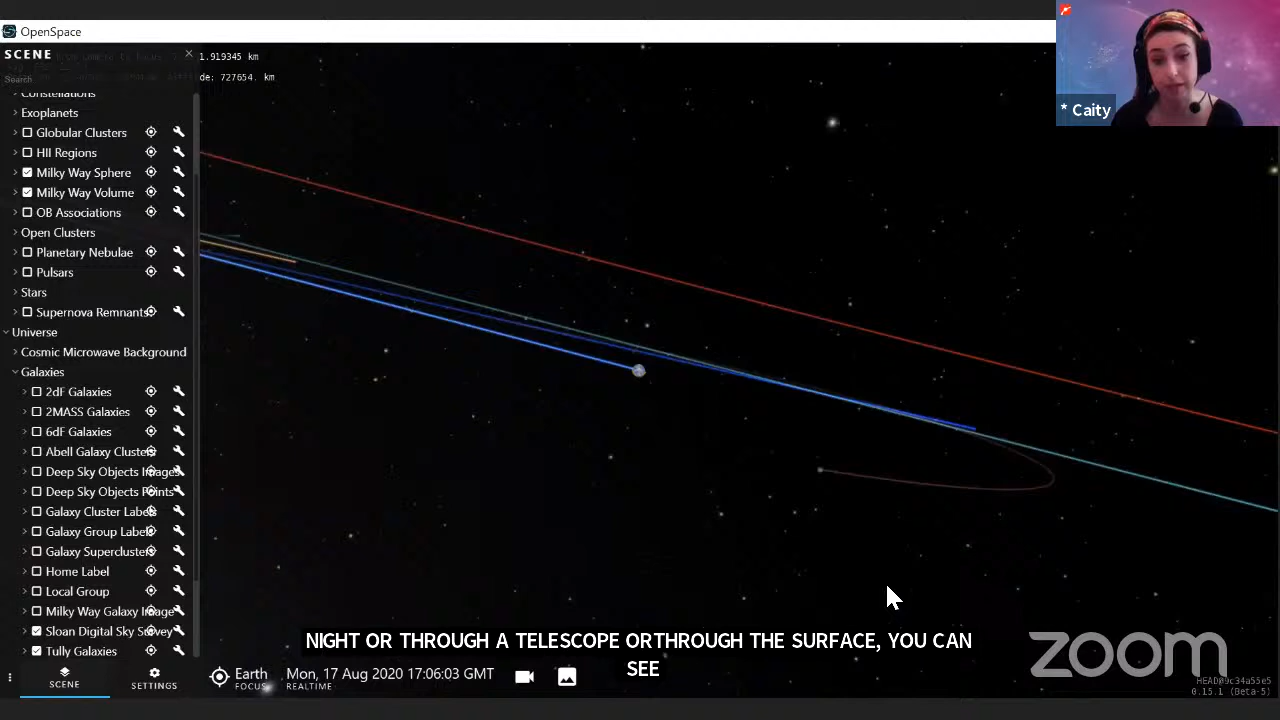 OpenSpace
SCENE
1.919345 km
Search
de: 727654. km
Constellations
Exoplanets
Globular Clusters
HII Regions
Milky Way Sphere
Milky Way Volume
OB Associations
Open Clusters
Planetary Nebulae
Pulsars
Stars
Supernova Remnants
Universe
Cosmic Microwave Background
Galaxies
2dF Galaxies
2MASS Galaxies
6dF Galaxies
Abell Galaxy Clusters
Deep Sky Objects Images
Deep Sky Objects Points
Galaxy Cluster Labels
Galaxy Group Labels
Galaxy Superclusters
Home Label
Local Group
Milky Way Galaxy Image
Sloan Digital Sky Survey
Tully Galaxies
SCENE
SETTINGS
Earth
FOCUS
Mon, 17 Aug 2020 17:06:03 GMT
REALTIME
* Caity
NIGHT OR THROUGH A TELESCOPE ORTHROUGH THE SURFACE, YOU CAN
SEE
zoom
HEAD@9c34a55e5
0.15.1 (Beta-5)